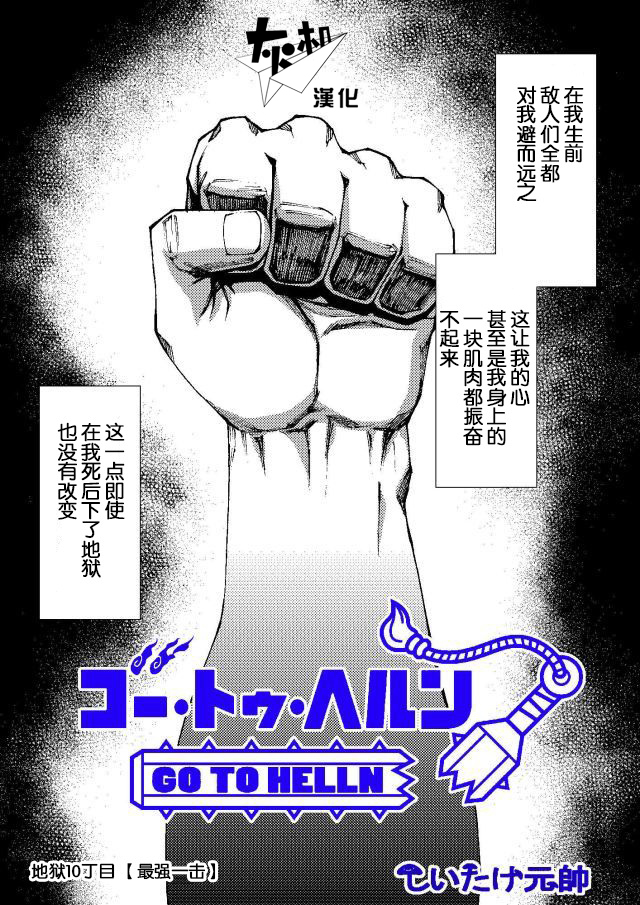 灰机
漢化
在我生前
敌人们全都
对我避而远之
这让我的心
甚至是我身上的
一块肌肉都振奋
不起来
这一点即使
在我死后下了地狱
也没有改变
ゴー・トゥ・ヘルン
GO TO HELLN
地狱10丁目【最强一击】
しいたけ元帥